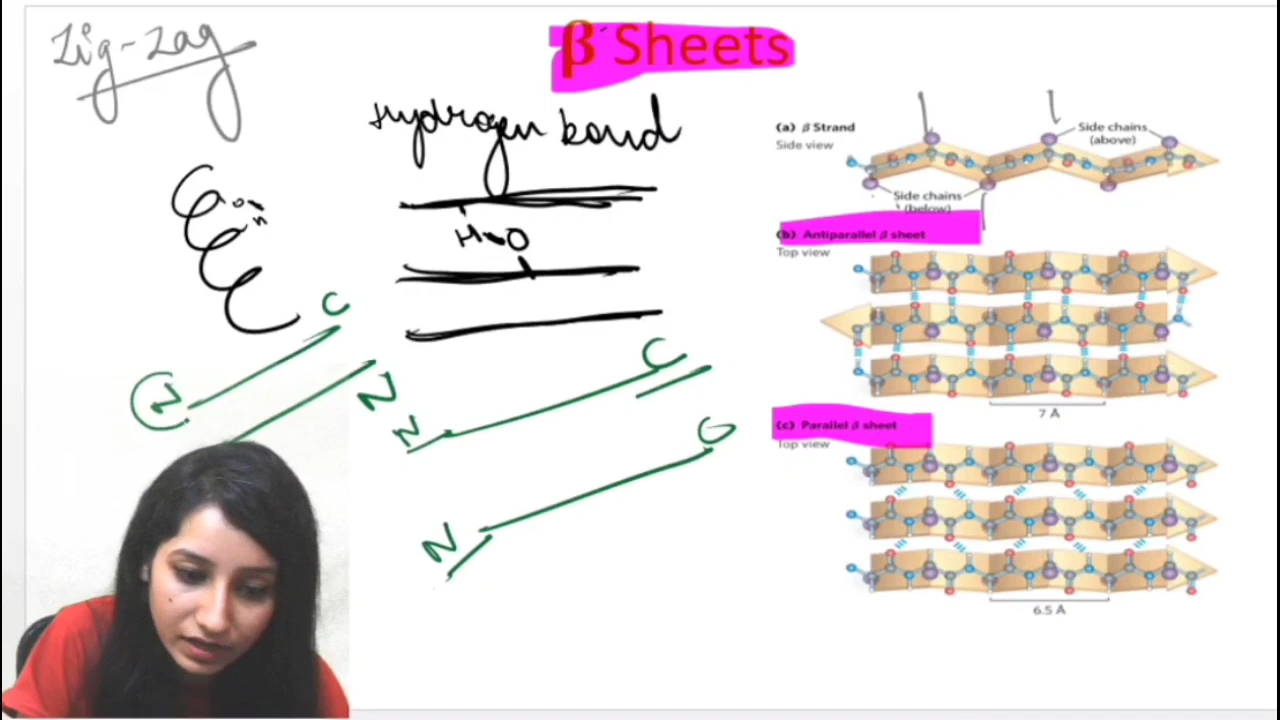 Zig-Zag
β Sheets
Hydrogen bond
H O
O
H
C
N
N
C
N
C
N
(a) β Strand
Side view
Side chains
(above)
Side chains
(below)
(b) Antiparallel β sheet
Top view
7 Å
(c) Parallel β sheet
Top view
6.5 Å